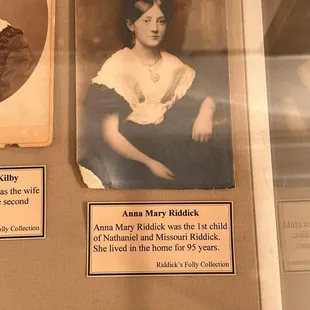 Kilby
as the wife
second
lly Collection
Anna Mary Riddick
Anna Mary Riddick was the 1st child
of Nathaniel and Missouri Riddick.
She lived in the home for 95 years.
Riddick's Folly Collection